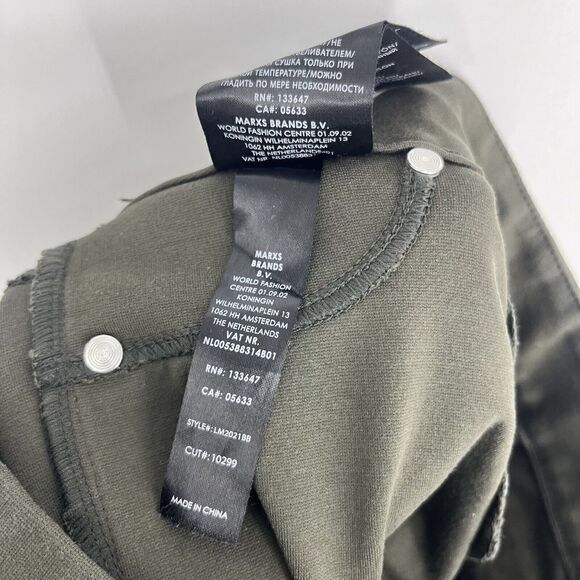 ОТБЕЛИВАТЕЛЕМ/
СУШКА ТОЛЬКО ПРИ
ТЕМПЕРАТУРЕ/МОЖНО
ГЛАДИТЬ ПО МЕРЕ НЕОБХОДИМОСТИ
RN#: 133647
CA#: 05633
MARXS BRANDS B.V.
WORLD FASHION CENTRE 01.09.02
KONINGIN WILHELMINAPLEIN 13
1062 HH AMSTERDAM
THE NETHERLANDS
MARXS
BRANDS
B.V.
WORLD FASHION
CENTRE 01.09.02
KONINGIN
WILHELMINAPLEIN 13
1062 HH AMSTERDAM
THE NETHERLANDS
VAT NR.
NL005388314B01
RN#: 133647
CA#: 05633
STYLE#: LM2021BB
CUT#: 10299
MADE IN CHINA